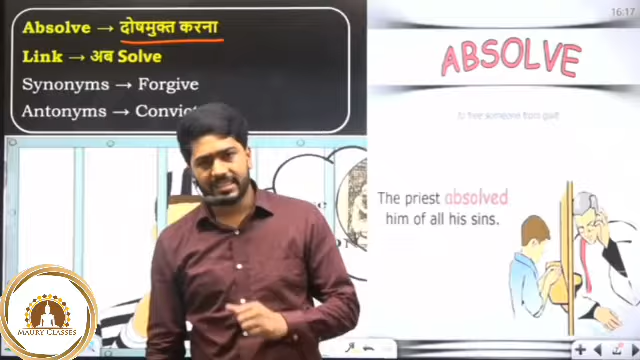 Absolve → दोषमुक्त करना
Link → अब Solve
Synonyms → Forgive
Antonyms → Convict
16:17
ABSOLVE
to free someone from guilt
The priest absolved
him of all his sins.
MAURY CLASSES